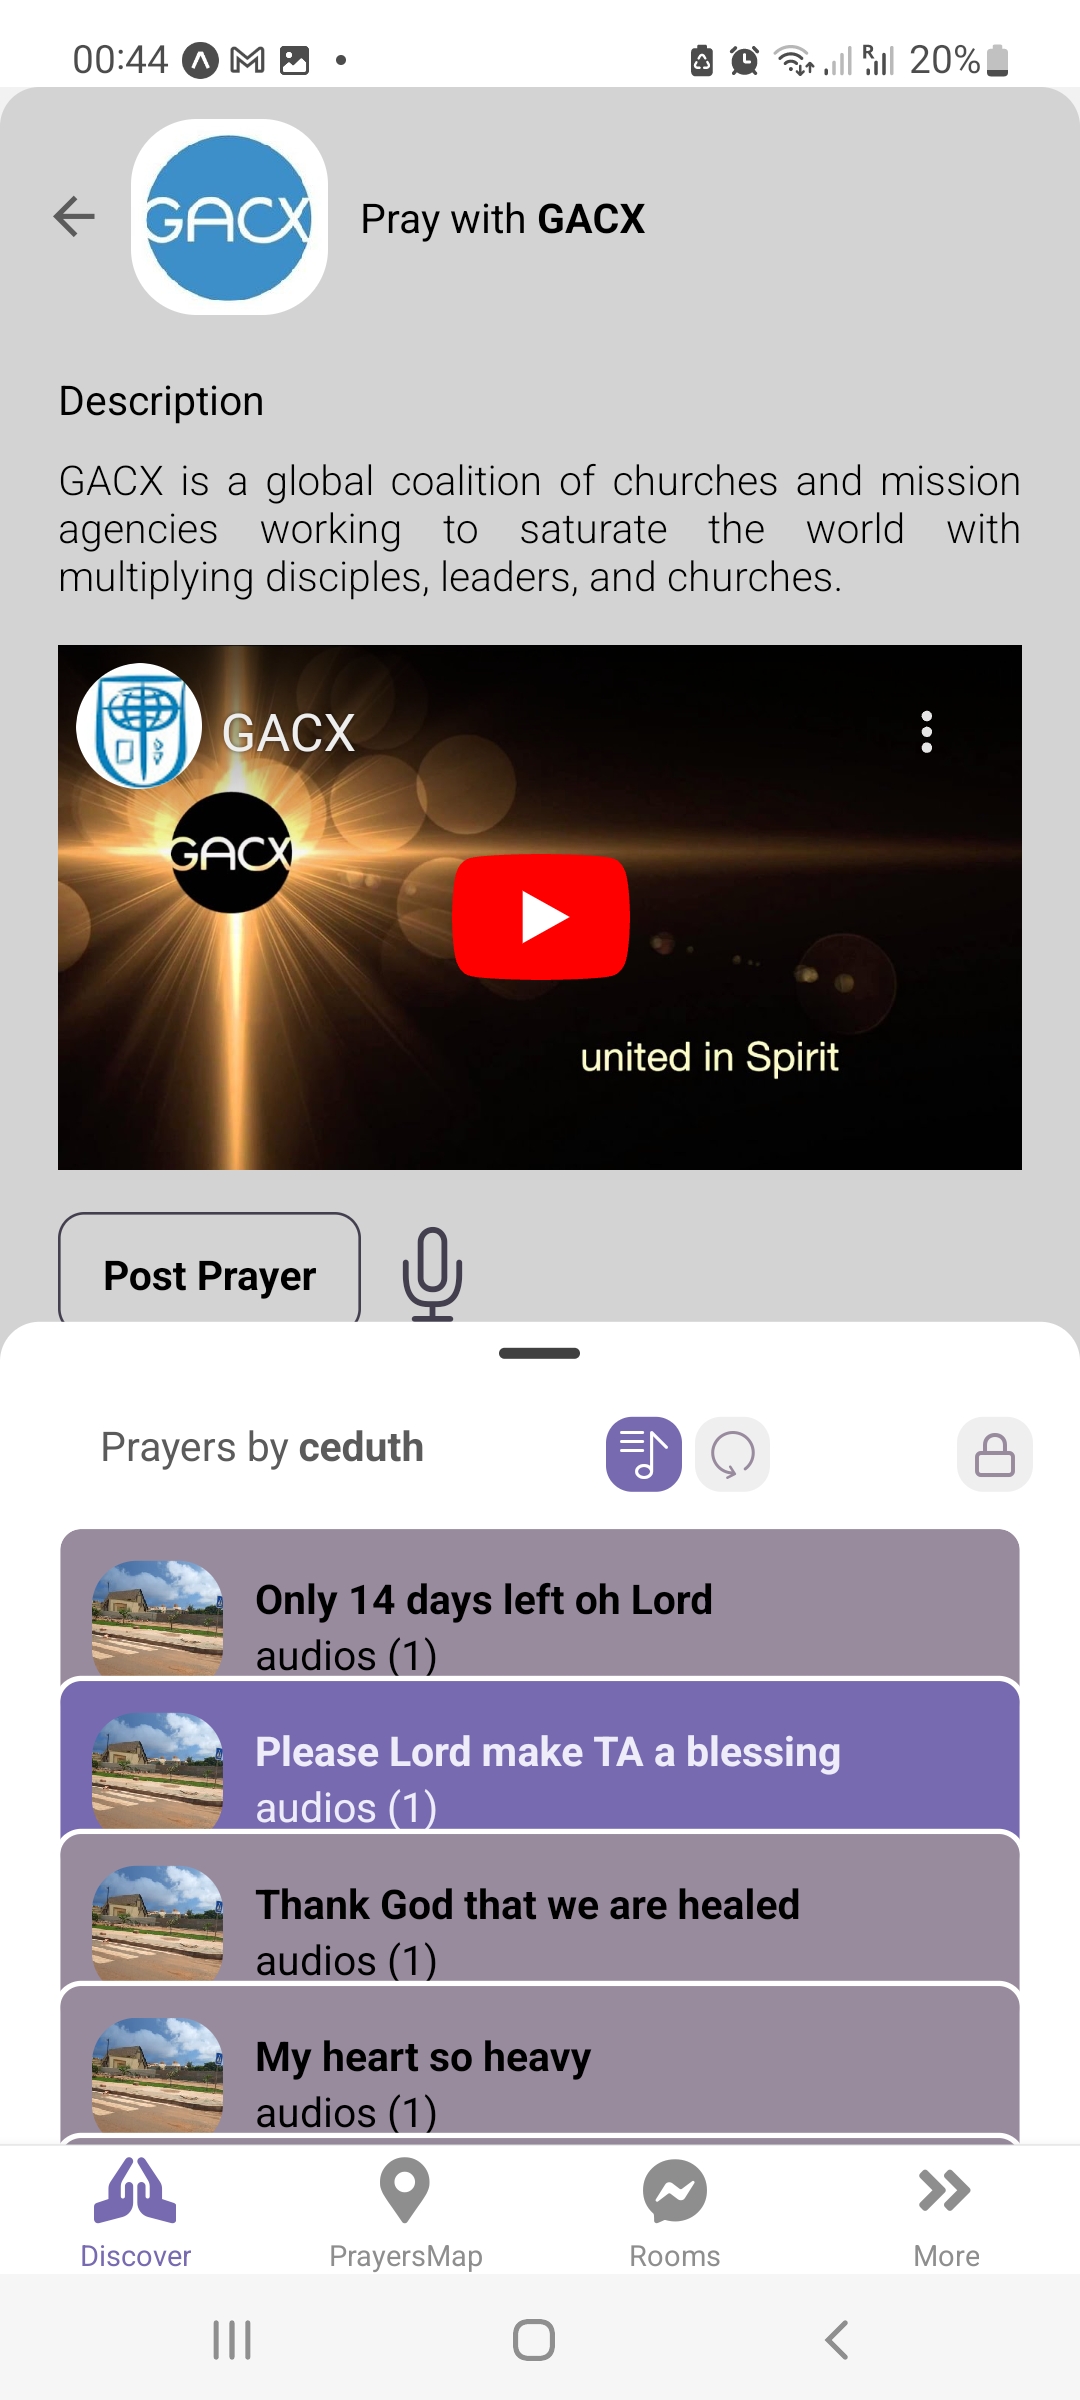 00:44
R
20%
GACX
Pray with GACX
Description
GACX is a global coalition of churches and mission
agencies working to saturate the world with
multiplying disciples, leaders, and churches.
GACX
GACX
united in Spirit
Post Prayer
Prayers by ceduth
Only 14 days left oh Lord
audios (1)
Please Lord make TA a blessing
audios (1)
Thank God that we are healed
audios (1)
My heart so heavy
audios (1)
Discover
PrayersMap
Rooms
More